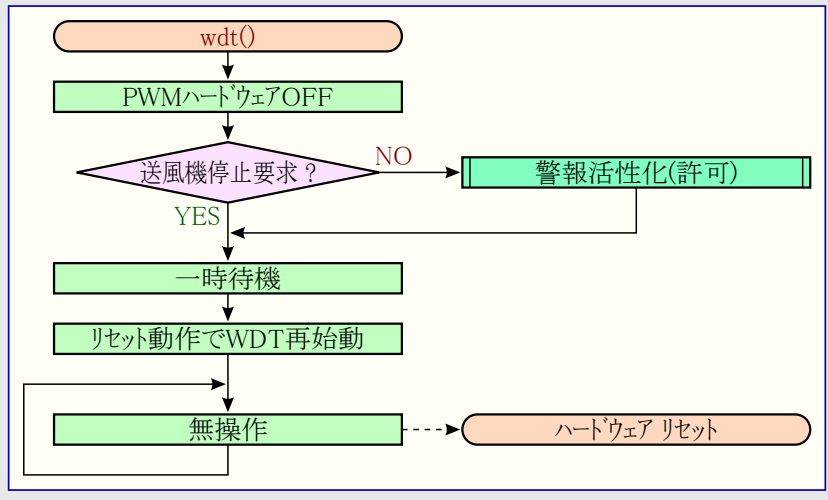 wdt()
PWMハードウェアOFF
送風機停止要求？
NO
警報活性化(許可)
YES
一時待機
リセット動作でWDT再始動
無操作
ハードウェア リセット